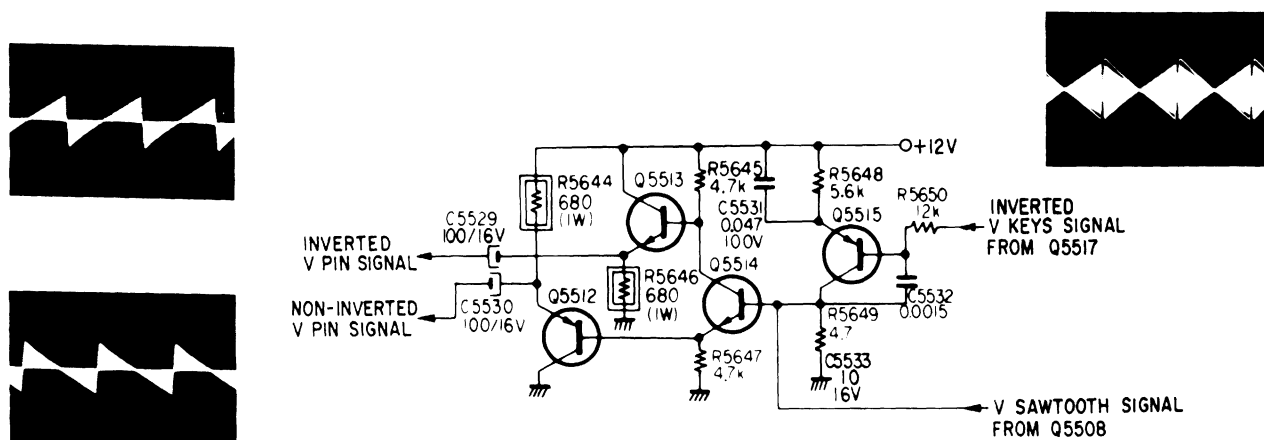 +12V
R5644
680
(1W)
Q5513
R5645
4.7k
C5531
0.047
100V
R5648
5.6k
Q5515
R5650
12k
INVERTED
V KEYS SIGNAL
FROM Q5517
C5529
100/16V
INVERTED
V PIN SIGNAL
R5646
680
(1W)
Q5514
C5532
0.0015
NON-INVERTED
V PIN SIGNAL
C5530
100/16V
Q5512
R5647
4.7k
R5649
4.7
C5533
10
16V
V SAWTOOTH SIGNAL
FROM Q5508